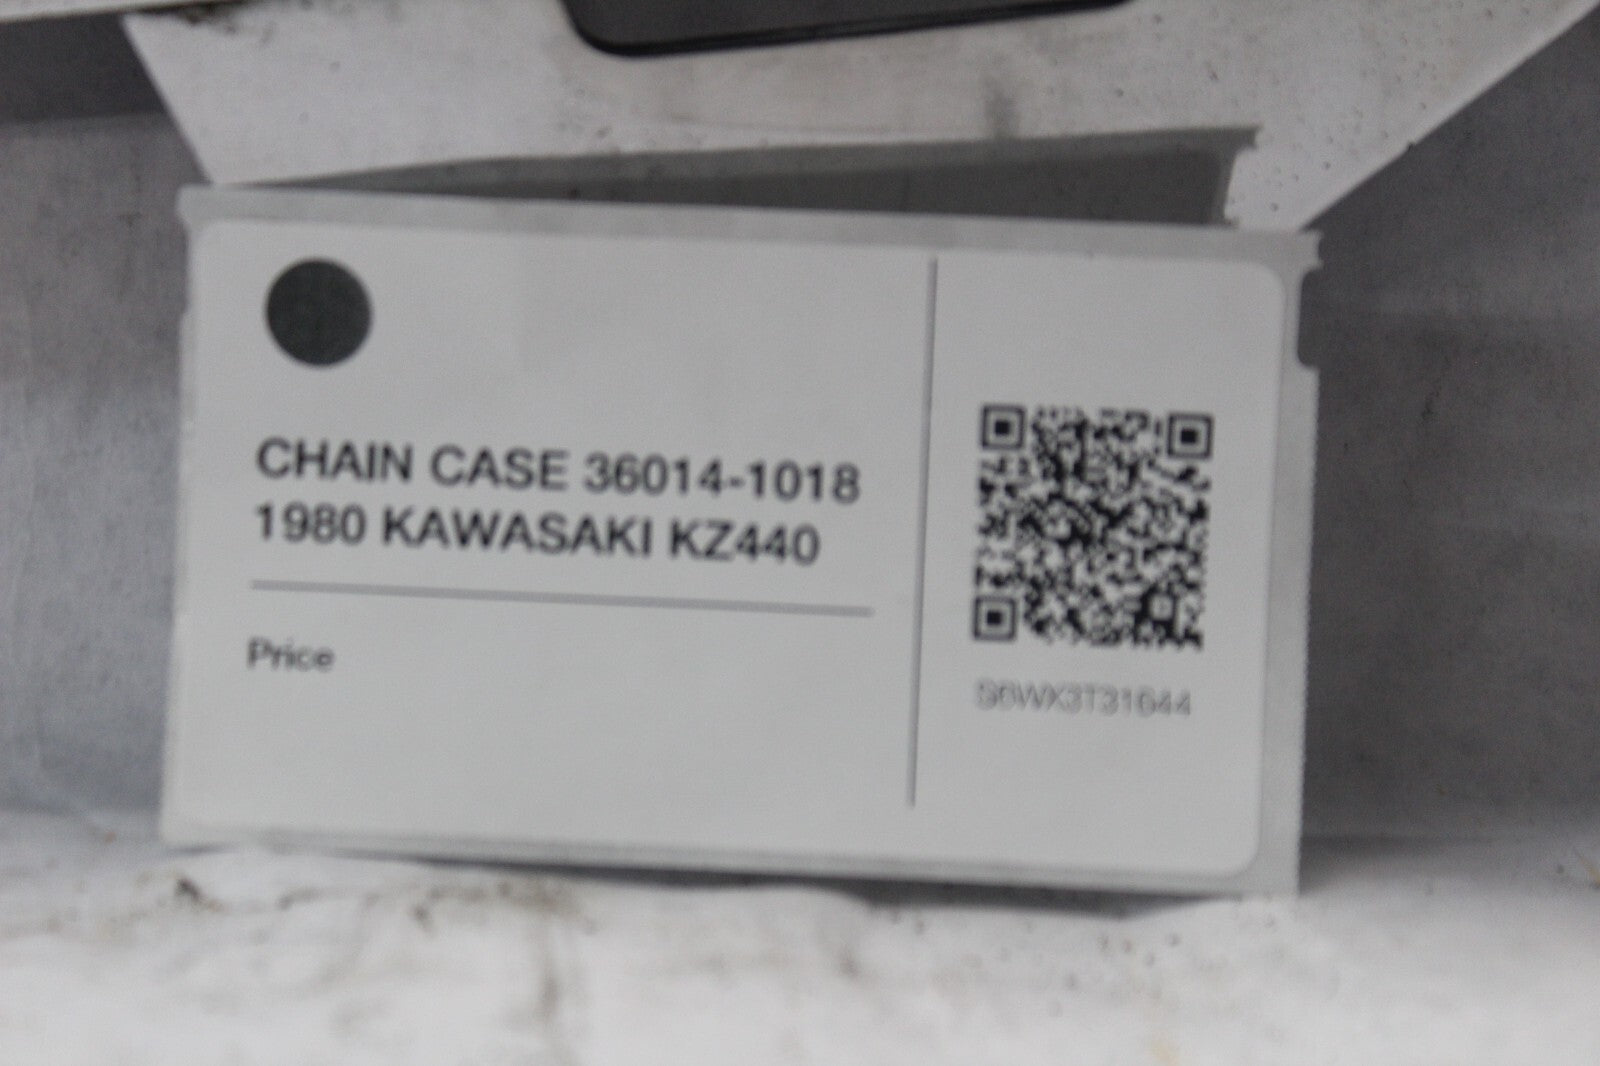 CHAIN CASE 36014-1018
1980 KAWASAKI KZ440
Price
S6WX3T31644